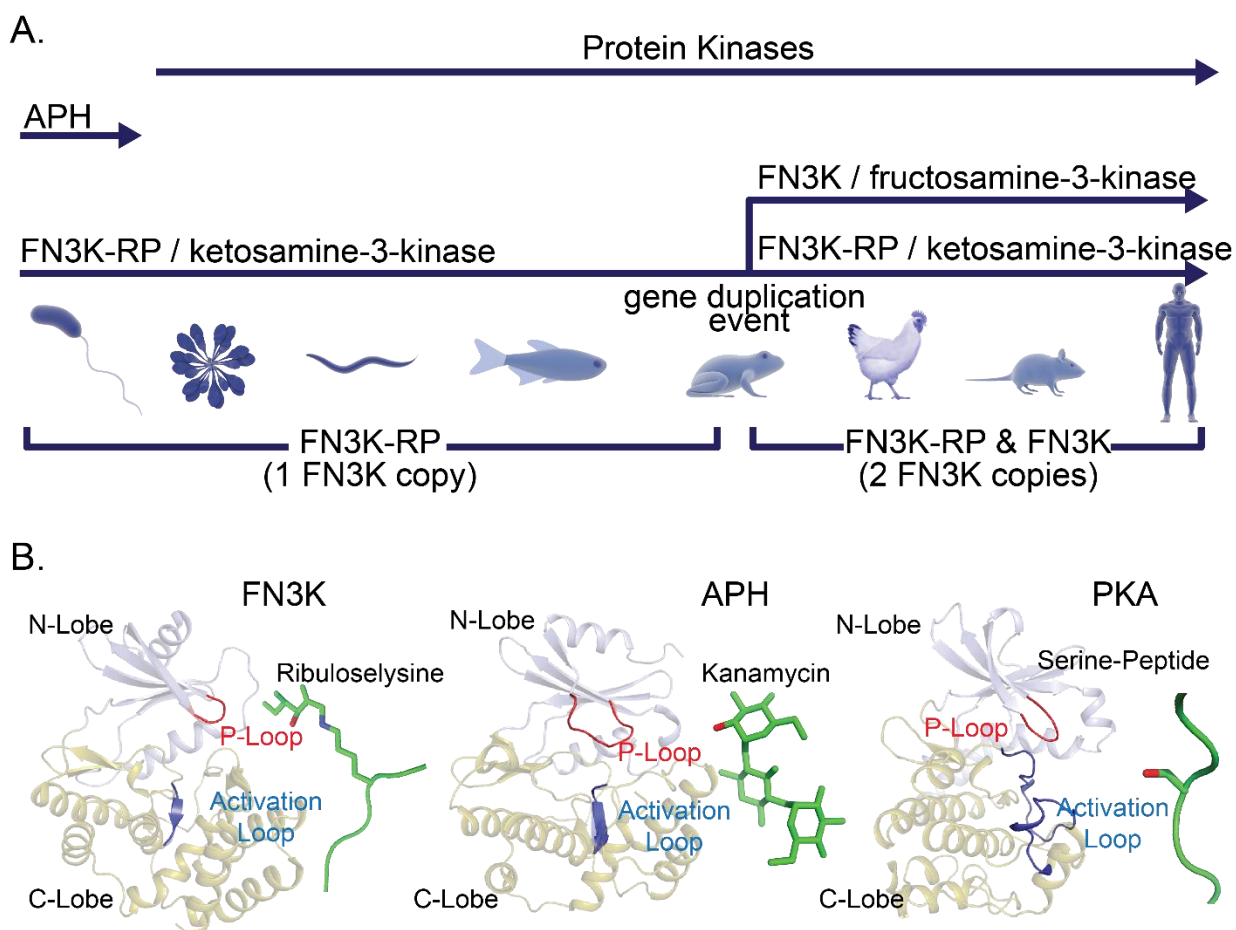 A.
Protein Kinases
APH
FN3K / fructosamine-3-kinase
FN3K-RP / ketosamine-3-kinase
FN3K-RP / ketosamine-3-kinase
gene duplication
event
FN3K-RP
(1 FN3K copy)
FN3K-RP & FN3K
(2 FN3K copies)
B.
FN3K
N-Lobe
Ribuloselysine
P-Loop
Activation
Loop
C-Lobe
APH
N-Lobe
Kanamycin
P-Loop
Activation
Loop
C-Lobe
PKA
N-Lobe
Serine-Peptide
P-Loop
Activation
Loop
C-Lobe